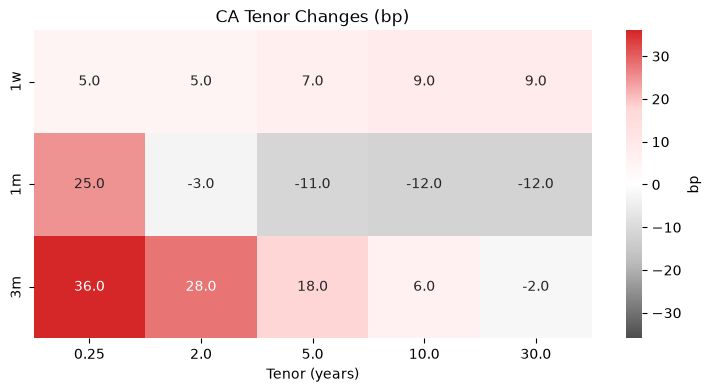 CA Tenor Changes (bp)
1w 5.0 5.0 7.0 9.0 9.0
1m 25.0 -3.0 -11.0 -12.0 -12.0
3m 36.0 28.0 18.0 6.0 -2.0
0.25 2.0 5.0 10.0 30.0
Tenor (years)
30
20
10
0
−10
−20
−30
bp